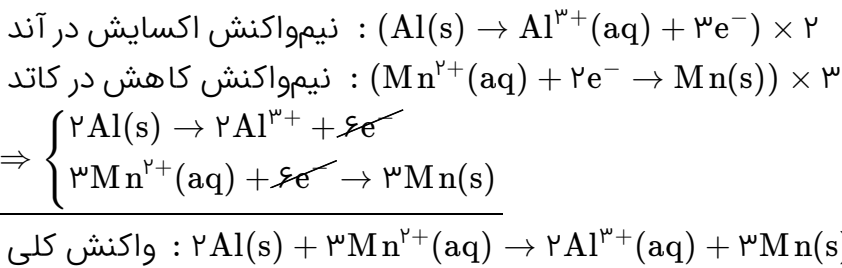 نیم‌واکنش اکسایش در آند : (Al(s) → Al³⁺(aq) + ۳e⁻) × ۲
نیم‌واکنش کاهش در کاتد : (Mn²⁺(aq) + ۲e⁻ → Mn(s)) × ۳
⇒ { ۲Al(s) → ۲Al³⁺ + ۶e⁻
۳Mn²⁺(aq) + ۶e⁻ → ۳Mn(s)
واکنش کلی : ۲Al(s) + ۳Mn²⁺(aq) → ۲Al³⁺(aq) + ۳Mn(s)